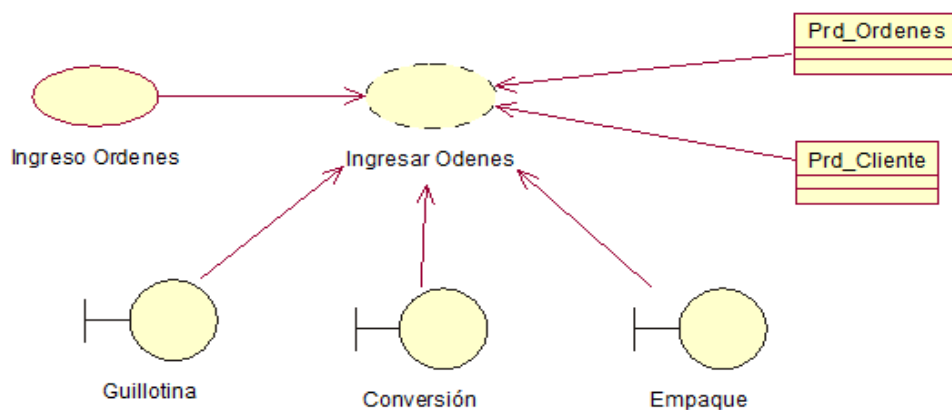 Prd_Ordenes
Ingreso Ordenes
Ingresar Odenes
Prd_Cliente
Guillotina
Conversión
Empaque